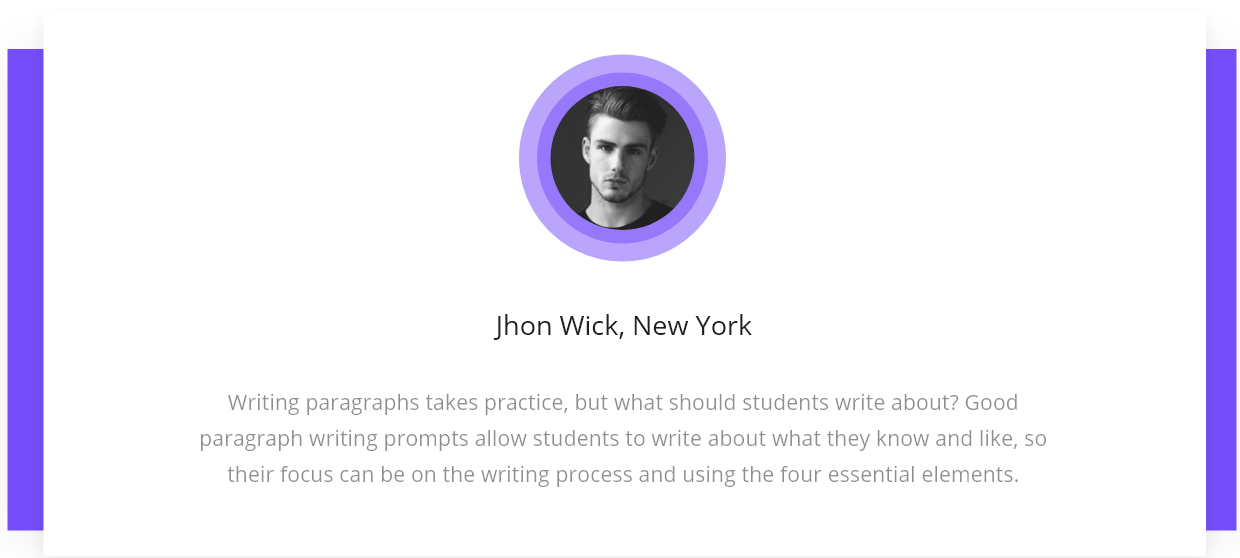 Jhon Wick, New York
Writing paragraphs takes practice, but what should students write about? Good
paragraph writing prompts allow students to write about what they know and like, so
their focus can be on the writing process and using the four essential elements.